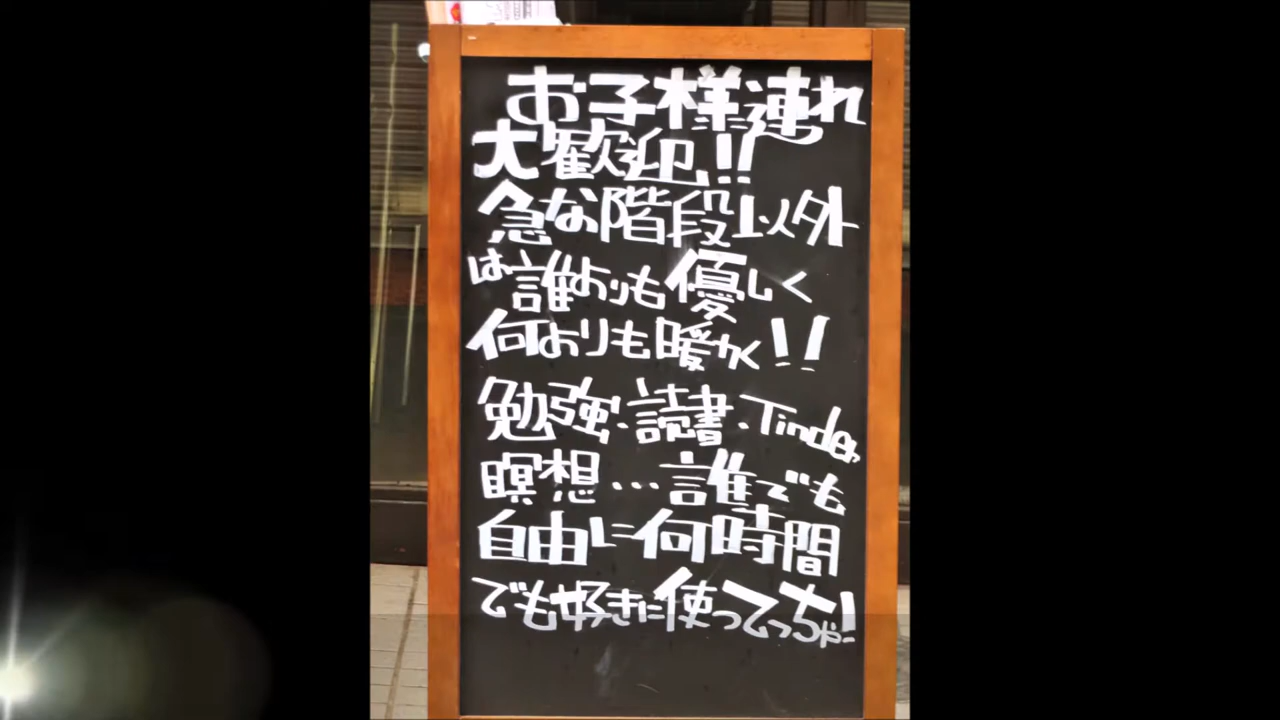 お子様連れ
大歓迎!!
急な階段以外
は誰よりも優しく
何よりも暖かく!!
勉強・読書・Tinder
瞑想…誰でも
自由に何時間
でも好きに使ってっちゃ!